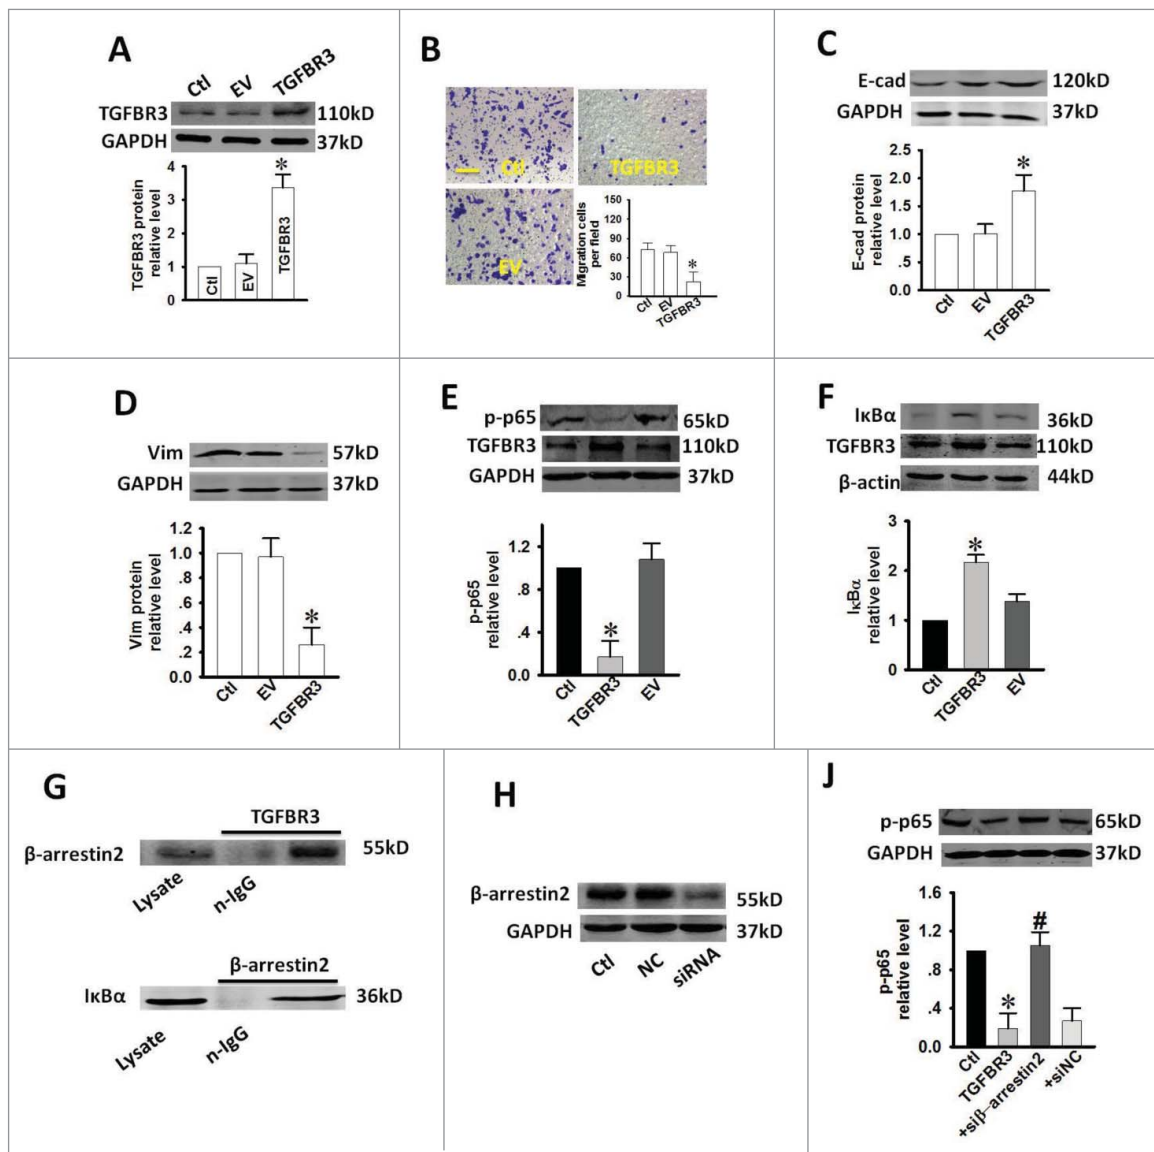 A
Ctl EV TGFBR3
TGFBR3 110kD
GAPDH 37kD
TGFBR3 protein
relative level
4
3
2
1
0
*
Ctl
EV
TGFBR3
B
Ctl
TGFBR3
EV
Migration cells
per field
150
120
90
60
30
0
*
Ctl
EV
TGFBR3
C
E-cad 120kD
GAPDH 37kD
E-cad protein
relative level
2.5
2.0
1.5
1.0
.5
0.0
*
Ctl
EV
TGFBR3
D
Vim 57kD
GAPDH 37kD
Vim protein
relative level
1.2
1.0
.8
.6
.4
.2
0.0
*
Ctl
EV
TGFBR3
E
p-p65 65kD
TGFBR3 110kD
GAPDH 37kD
p-p65
relative level
1.2
.8
.4
0.0
*
Ctl
TGFBR3
EV
F
IκBα 36kD
TGFBR3 110kD
β-actin 44kD
IκBα
relative level
3
2
1
0
*
Ctl
TGFBR3
EV
G
TGFBR3
β-arrestin2 55kD
Lysate
n-IgG
β-arrestin2
IκBα 36kD
Lysate
n-IgG
H
β-arrestin2 55kD
GAPDH 37kD
Ctl NC siRNA
J
p-p65 65kD
GAPDH 37kD
p-p65
relative level
1.6
1.2
.8
.4
0.0
*
#
Ctl
TGFBR3
+siβ-arrestin2
+siNC